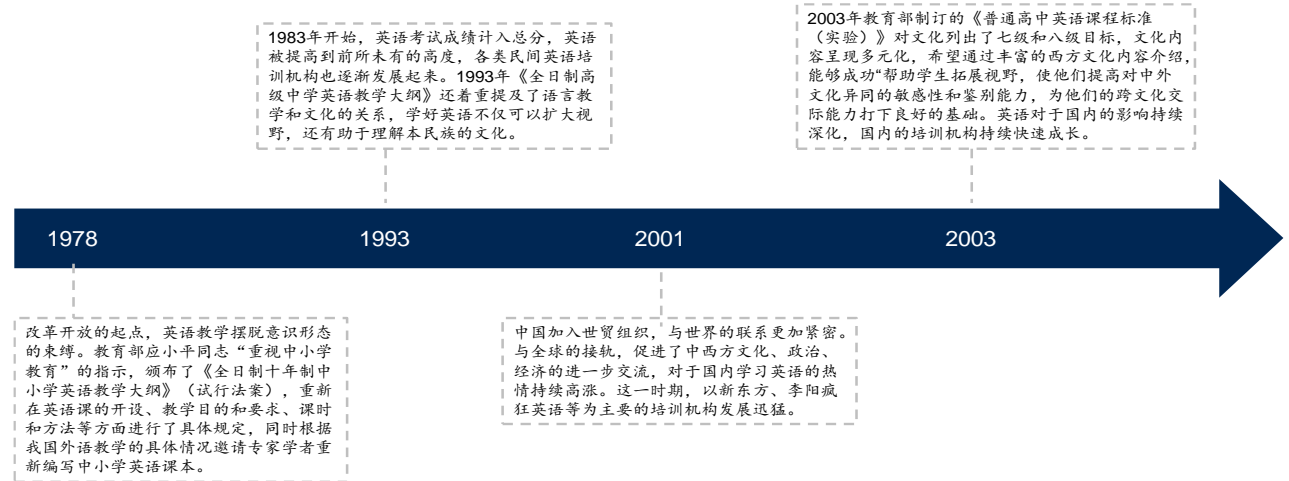 1983年开始，英语考试成绩计入总分，英语
被提高到前所未有的高度，各类民间英语培
训机构也逐渐发展起来。1993年《全日制高
级中学英语教学大纲》还着重提及了语言教
学和文化的关系，学好英语不仅可以扩大视
野，还有助于理解本民族的文化。
2003年教育部制订的《普通高中英语课程标准
（实验）》对文化列出了七级和八级目标，文化内
容呈现多元化，希望通过丰富的西方文化内容介绍，
能够成功“帮助学生拓展视野，使他们提高对中外
文化异同的敏感性和鉴别能力，为他们的跨文化交
际能力打下良好的基础。英语对于国内的影响持续
深化，国内的培训机构持续快速成长。
1978
1993
2001
2003
改革开放的起点，英语教学摆脱意识形态
的束缚。教育部应小平同志“重视中小学
教育”的指示，颁布了《全日制十年制中
小学英语教学大纲》（试行法案），重新
在英语课的开设、教学目的和要求、课时
和方法等方面进行了具体规定，同时根据
我国外语教学的具体情况邀请专家学者重
新编写中小学英语课本。
中国加入世贸组织，与世界的联系更加紧密。
与全球的接轨，促进了中西方文化、政治、
经济的进一步交流，对于国内学习英语的热
情持续高涨。这一时期，以新东方、李阳疯
狂英语等为主要的培训机构发展迅猛。